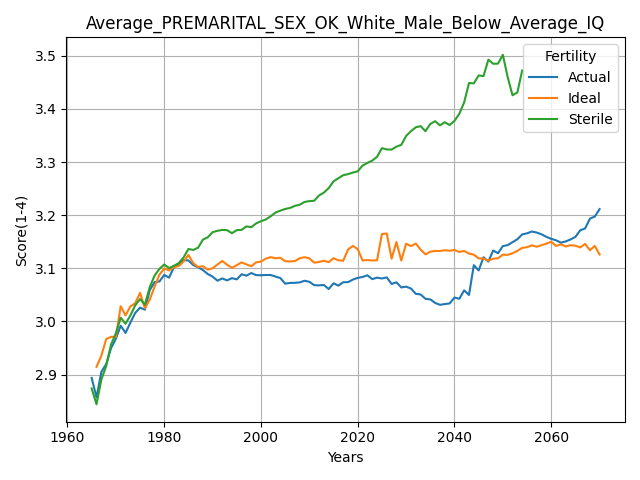 Average_PREMARITAL_SEX_OK_White_Male_Below_Average_IQ
Fertility
Actual
Ideal
Sterile
Score(1-4)
3.5
3.4
3.3
3.2
3.1
3.0
2.9
1960 1980 2000 2020 2040 2060
Years